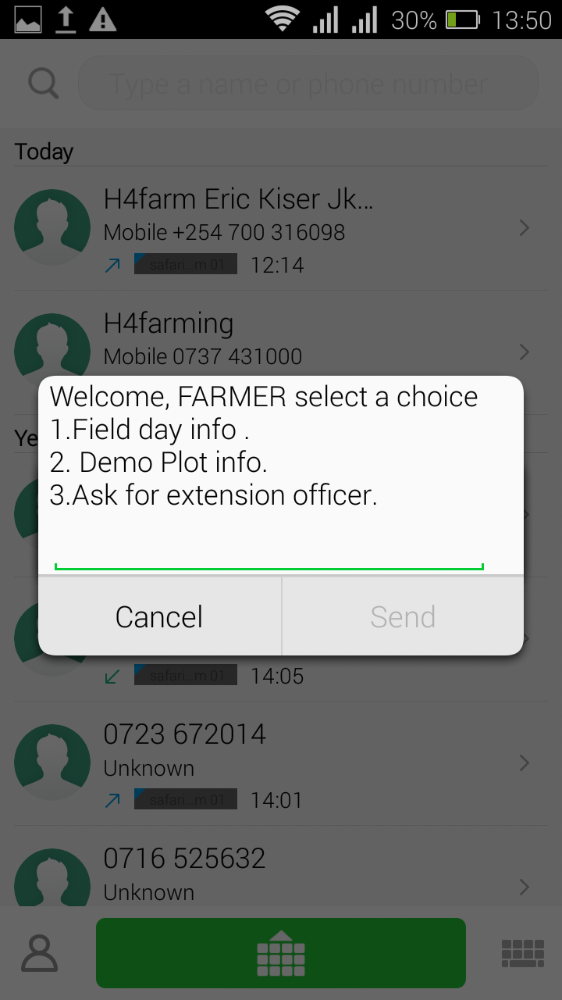 30% 13:50
Type a name or phone number
Today
H4farm Eric Kiser Jk...
Mobile +254 700 316098
safari...m 01 12:14
H4farming
Mobile 0737 431000
Ye
Welcome, FARMER select a choice
1.Field day info .
2. Demo Plot info.
3.Ask for extension officer.
Cancel
Send
safari...m 01 14:05
0723 672014
Unknown
safari...m 01 14:01
0716 525632
Unknown